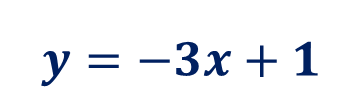 y = −3x + 1